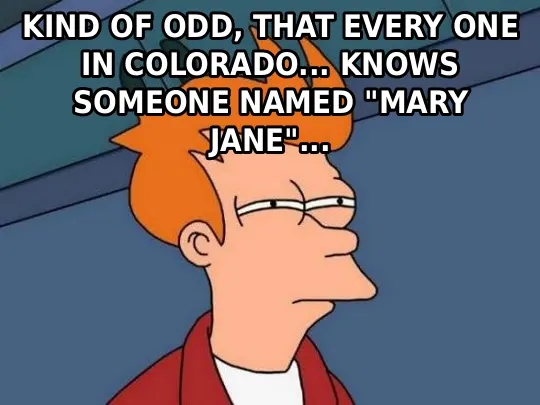 KIND OF ODD, THAT EVERY ONE
IN COLORADO... KNOWS
SOMEONE NAMED "MARY
JANE"...